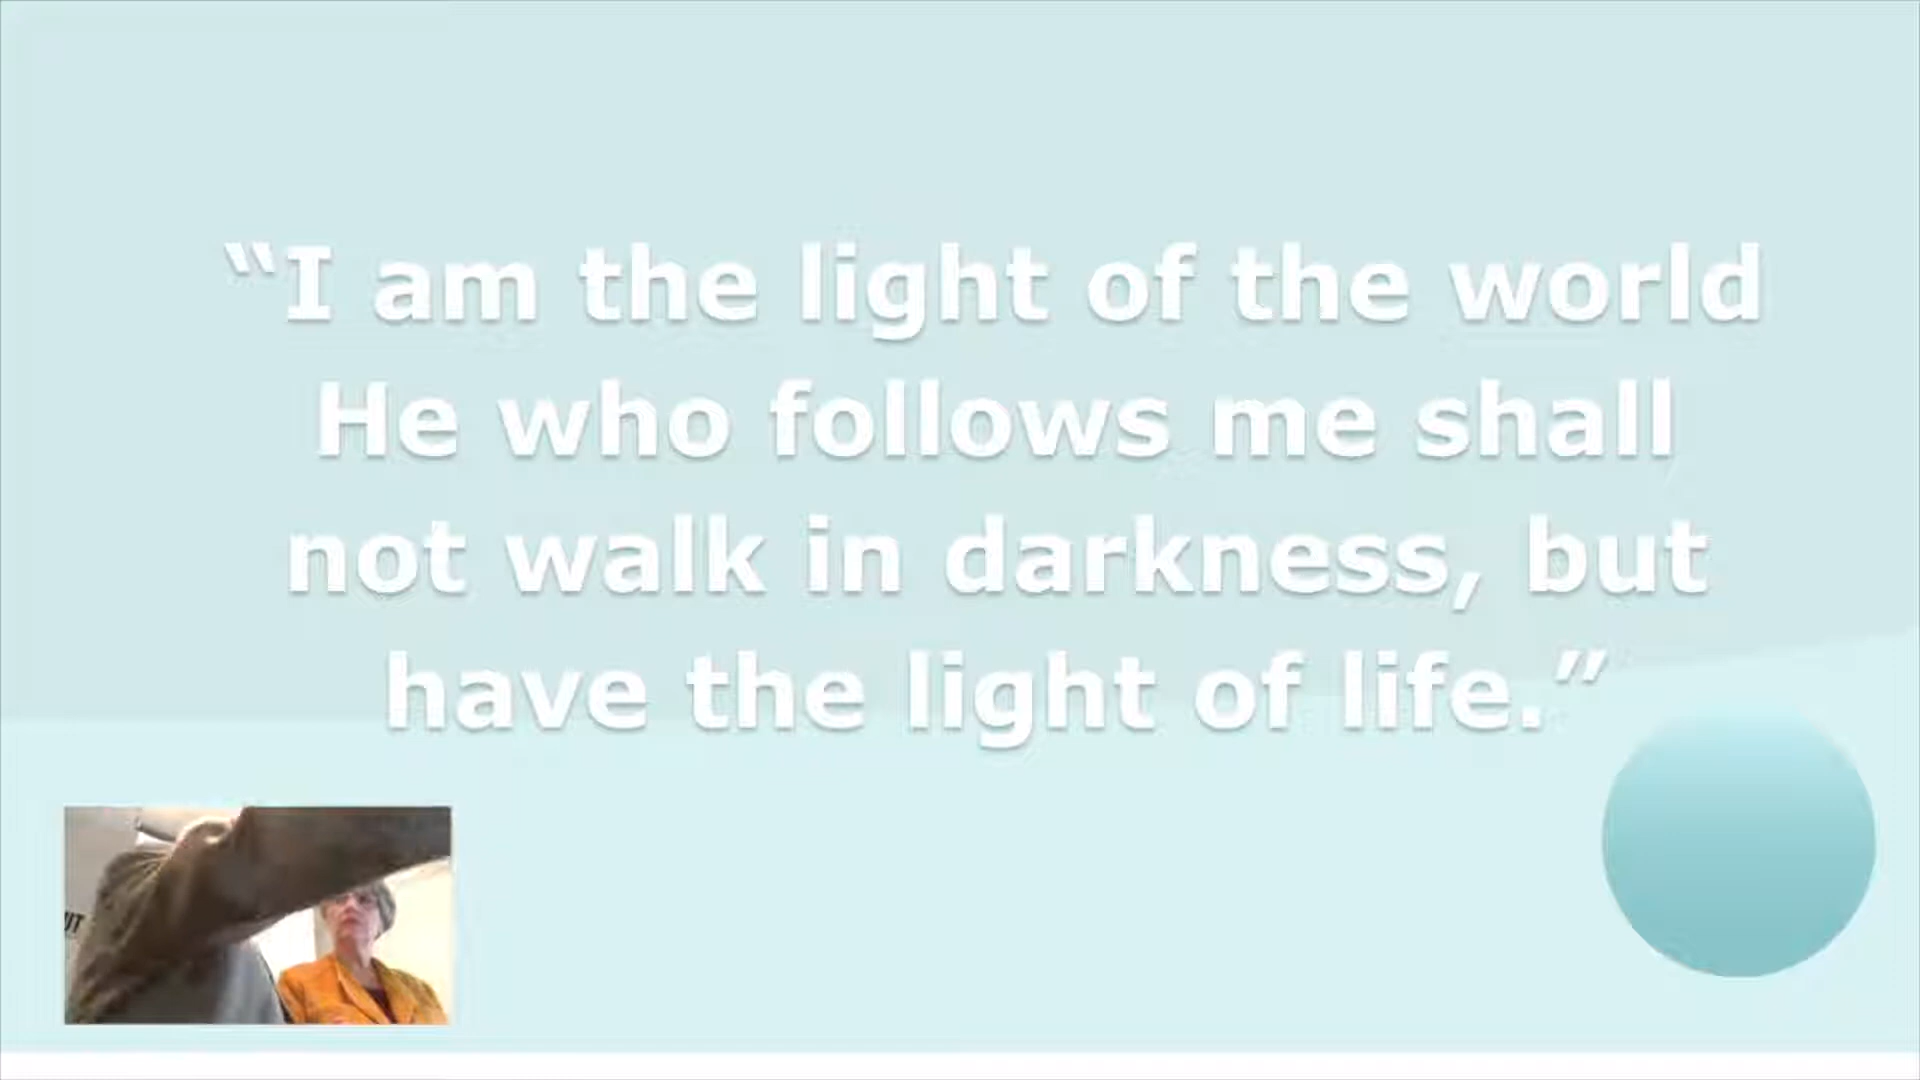 “I am the light of the world
He who follows me shall
not walk in darkness, but
have the light of life.”
UT